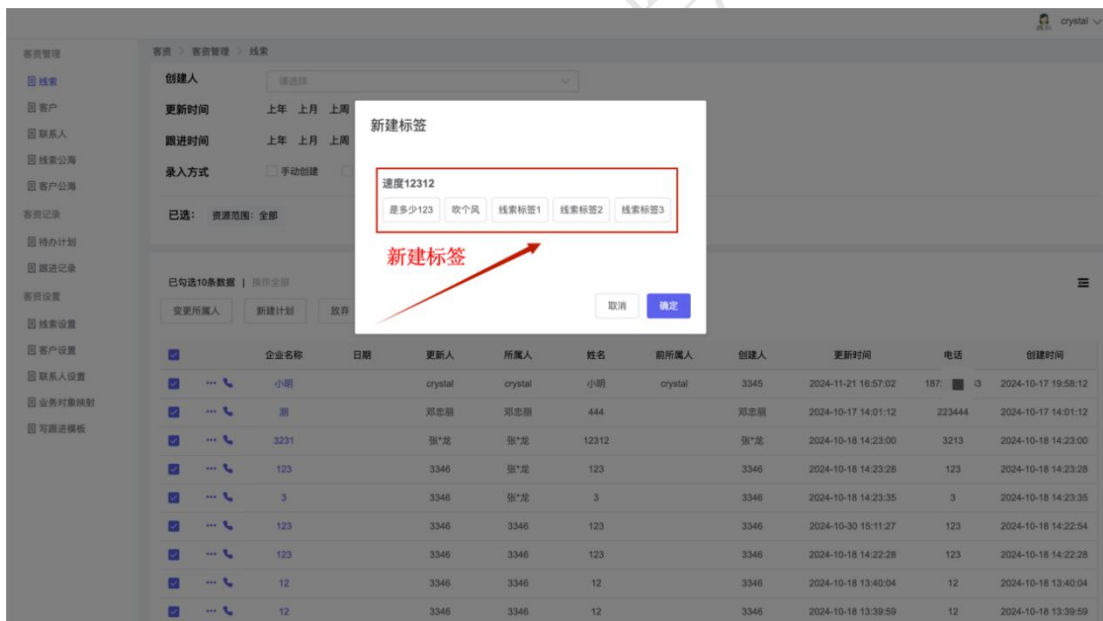 crystal
客资 > 客资管理 > 线索
客资管理
线索
客户
联系人
线索公海
客户公海
客资记录
待办计划
跟进记录
客资设置
线索设置
客户设置
联系人设置
业务对象映射
写跟进模板
创建人 请选择
更新时间 上年 上月 上周
跟进时间 上年 上月 上周
录入方式 手动创建
已选： 资源范围：全部
新建标签
速度12312
是多少123 吹个风 线索标签1 线索标签2 线索标签3
新建标签
取消 确定
已勾选10条数据 | 操作全部
变更所属人 新建计划 放弃
企业名称 日期 更新人 所属人 姓名 前所属人 创建人 更新时间 电话 创建时间
小明 crystal crystal 小明 crystal 3345 2024-11-21 16:57:02 187 3 2024-10-17 19:58:12
邓忠丽 邓忠丽 444 邓忠丽 2024-10-17 14:01:12 223444 2024-10-17 14:01:12
3231 张*龙 张*龙 12312 张*龙 2024-10-18 14:23:00 3213 2024-10-18 14:23:00
123 3346 张*龙 123 3346 2024-10-18 14:23:28 123 2024-10-18 14:23:28
3 3346 张*龙 3 3346 2024-10-18 14:23:35 3 2024-10-18 14:23:35
123 3346 3346 123 3346 2024-10-30 15:11:27 123 2024-10-18 14:22:54
123 3346 3346 123 3346 2024-10-18 14:22:28 123 2024-10-18 14:22:28
12 3346 3346 12 3346 2024-10-18 13:40:04 12 2024-10-18 13:40:04
12 3346 3346 12 3346 2024-10-18 13:39:59 12 2024-10-18 13:39:59